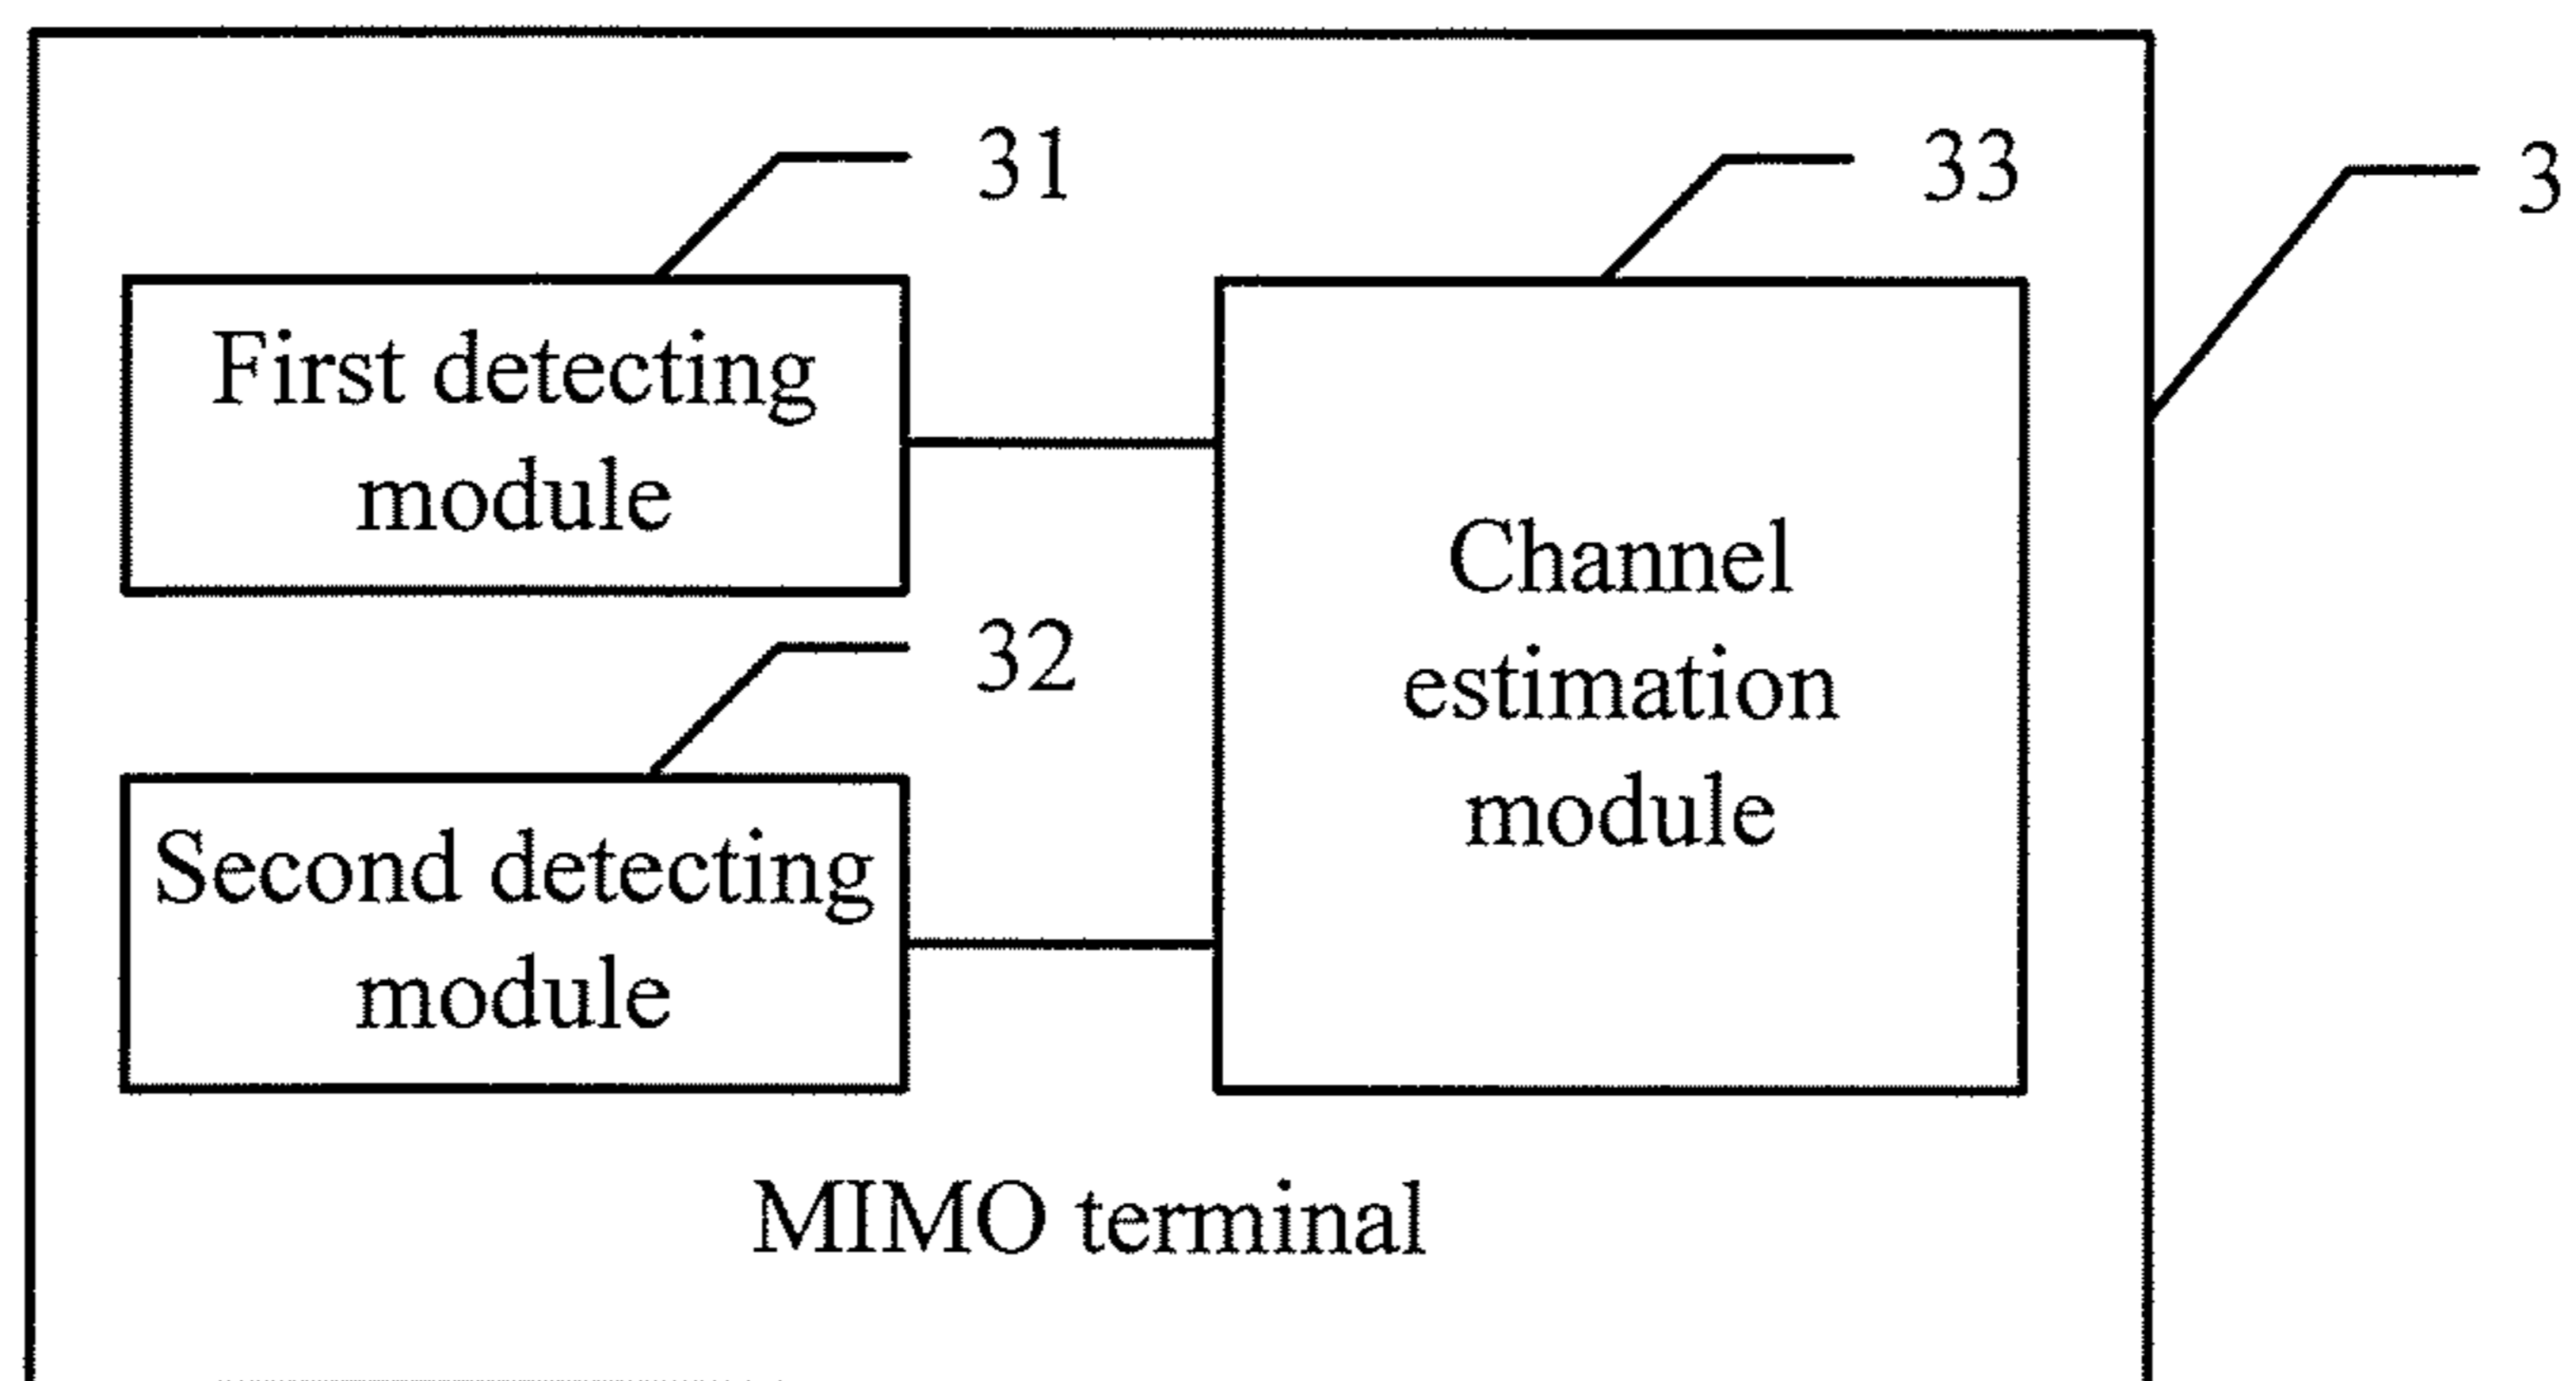 31
33
3
First detecting
module
32
Second detecting
module
Channel
estimation
module
MIMO terminal